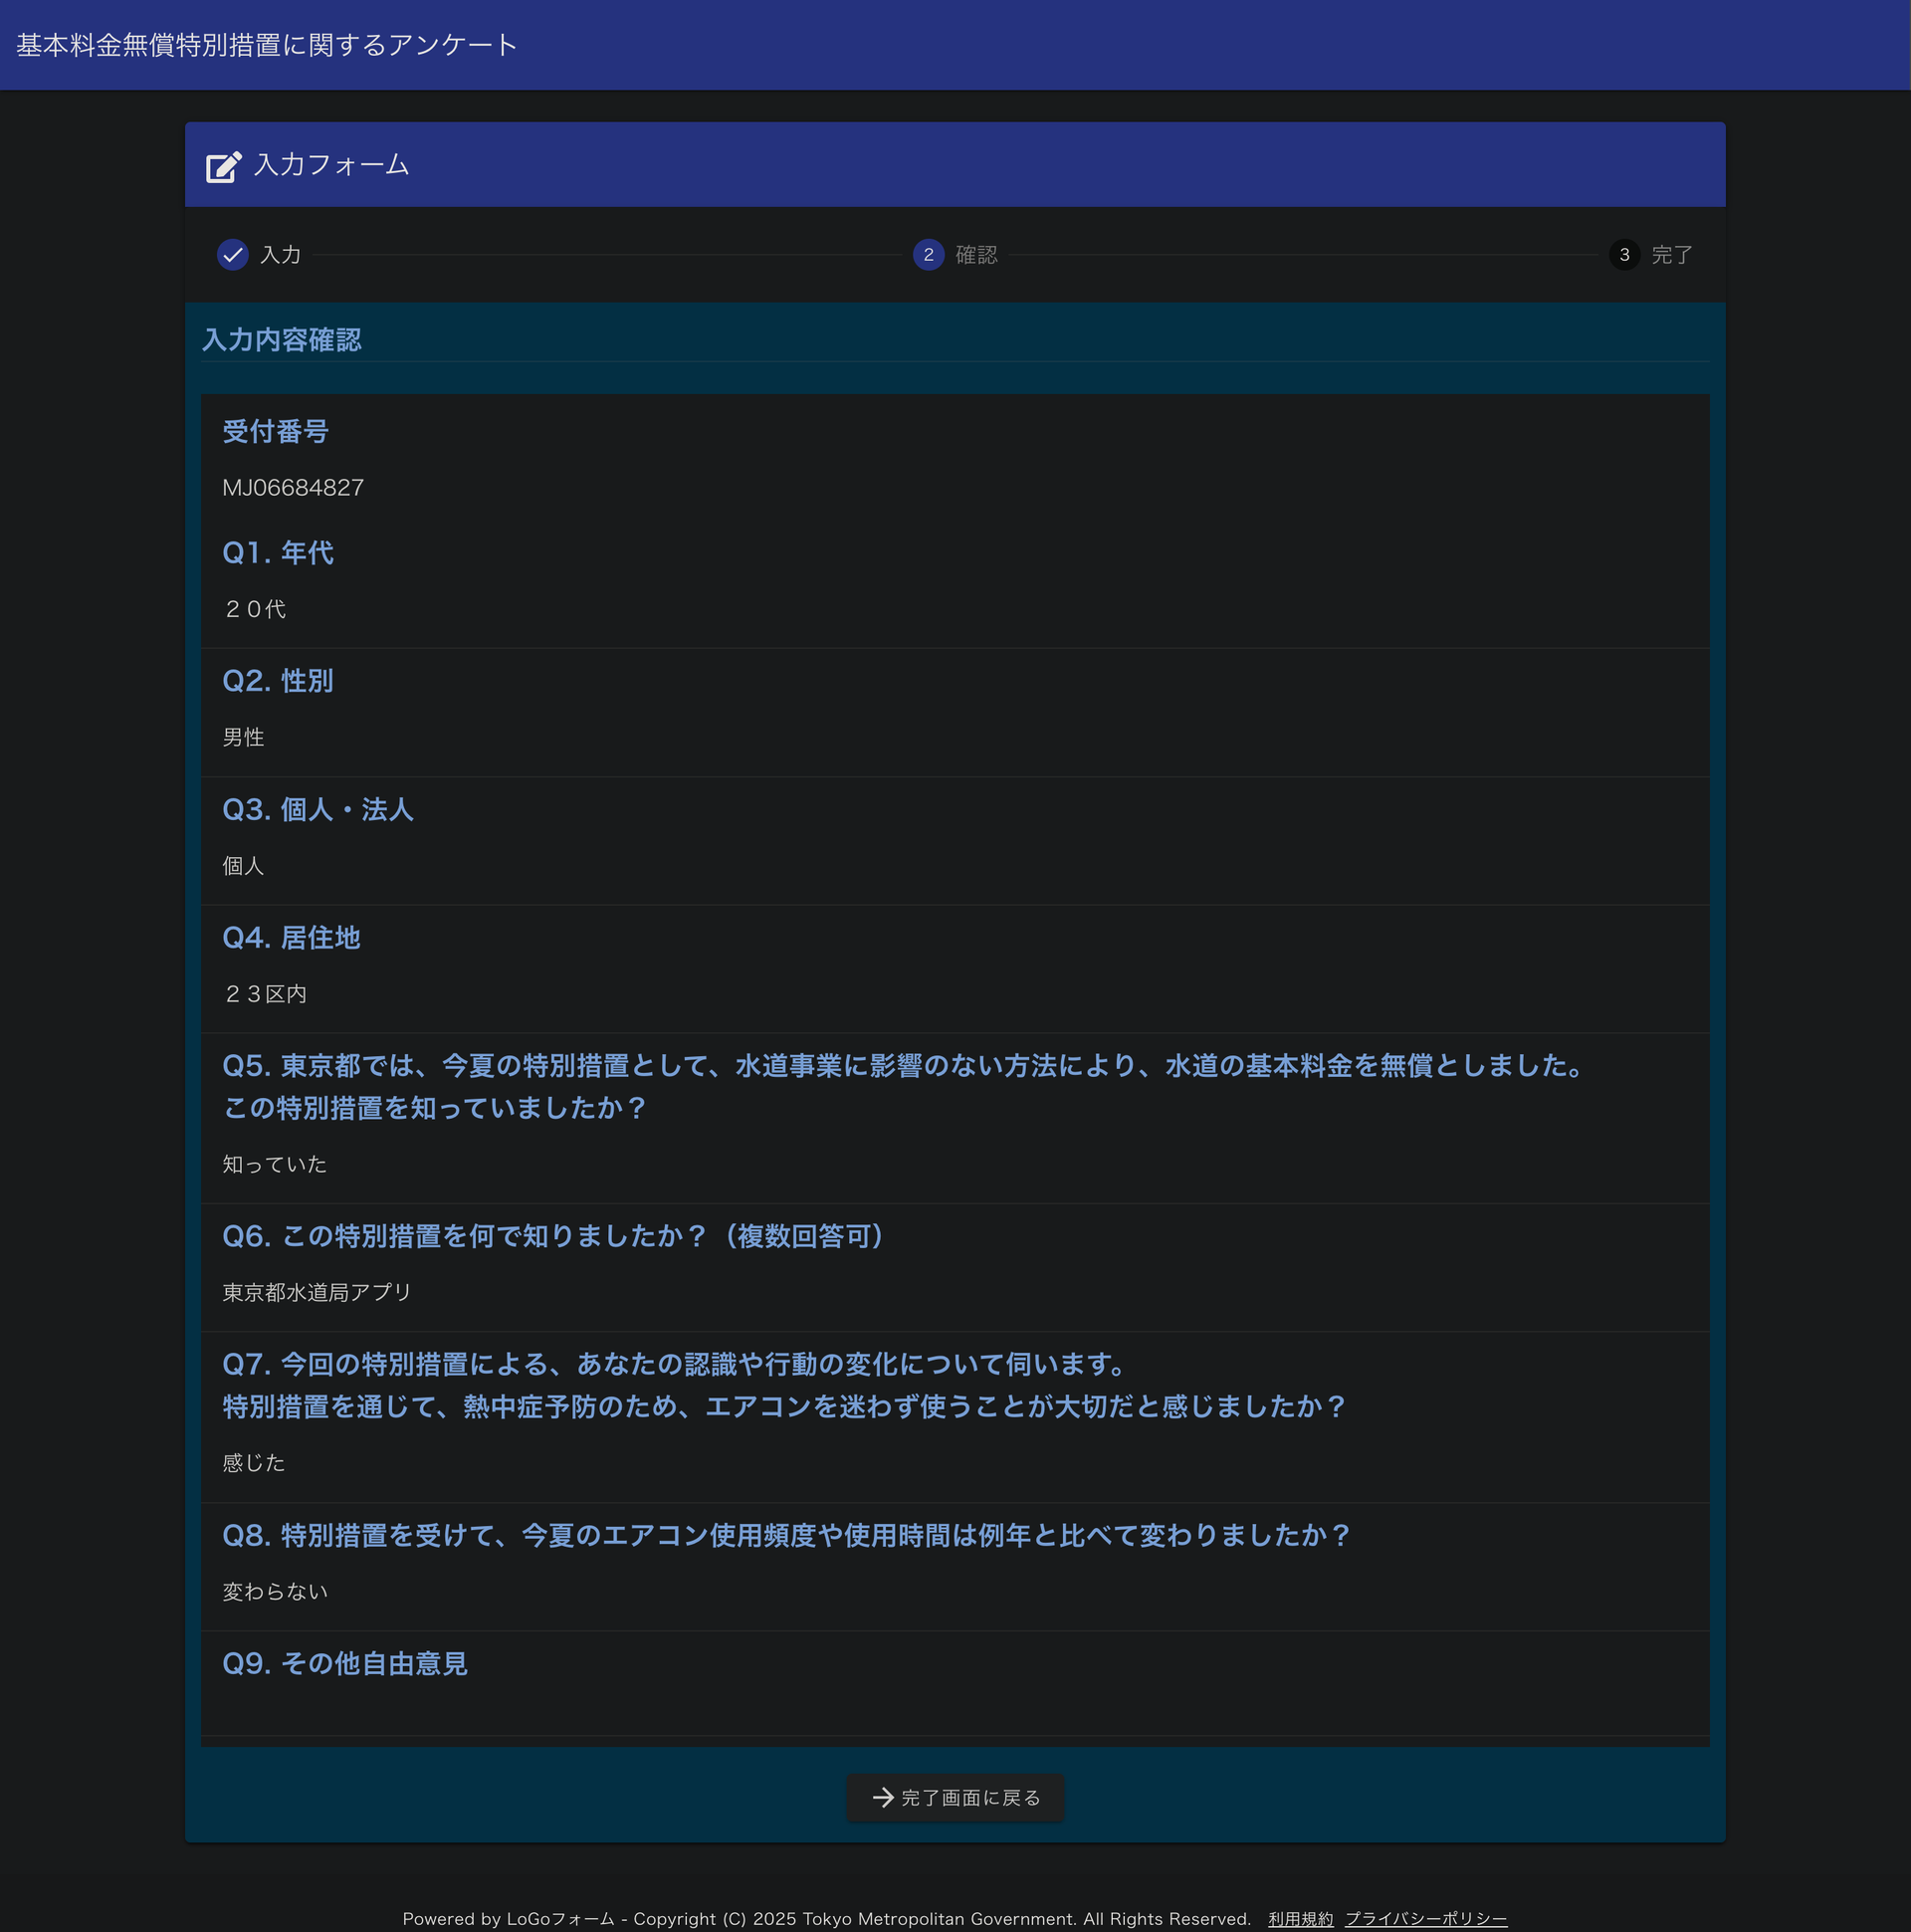 基本料金無償特別措置に関するアンケート
入力フォーム
入力
2 確認
3 完了
入力内容確認
受付番号
MJ06684827
Q1. 年代
２０代
Q2. 性別
男性
Q3. 個人・法人
個人
Q4. 居住地
２３区内
Q5. 東京都では、今夏の特別措置として、水道事業に影響のない方法により、水道の基本料金を無償としました。
この特別措置を知っていましたか？
知っていた
Q6. この特別措置を何で知りましたか？（複数回答可）
東京都水道局アプリ
Q7. 今回の特別措置による、あなたの認識や行動の変化について伺います。
特別措置を通じて、熱中症予防のため、エアコンを迷わず使うことが大切だと感じましたか？
感じた
Q8. 特別措置を受けて、今夏のエアコン使用頻度や使用時間は例年と比べて変わりましたか？
変わらない
Q9. その他自由意見
完了画面に戻る
Powered by LoGoフォーム - Copyright (C) 2025 Tokyo Metropolitan Government. All Rights Reserved. 利用規約 プライバシーポリシー